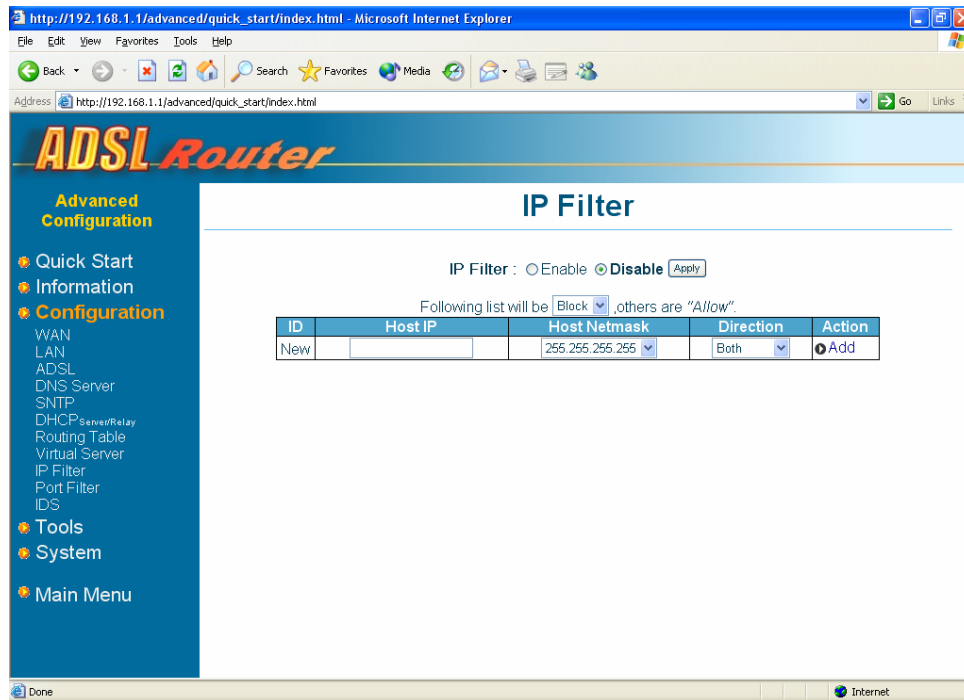 http://192.168.1.1/advanced/quick_start/index.html - Microsoft Internet Explorer
File Edit View Favorites Tools Help
Back Search Favorites Media
Address http://192.168.1.1/advanced/quick_start/index.html Go Links
ADSL Router
Advanced
Configuration
Quick Start
Information
Configuration
WAN
LAN
ADSL
DNS Server
SNTP
DHCP Server/Relay
Routing Table
Virtual Server
IP Filter
Port Filter
IDS
Tools
System
Main Menu
IP Filter
IP Filter : Enable Disable Apply
Following list will be Block ,others are "Allow".
ID Host IP Host Netmask Direction Action
New 255.255.255.255 Both Add
Done Internet